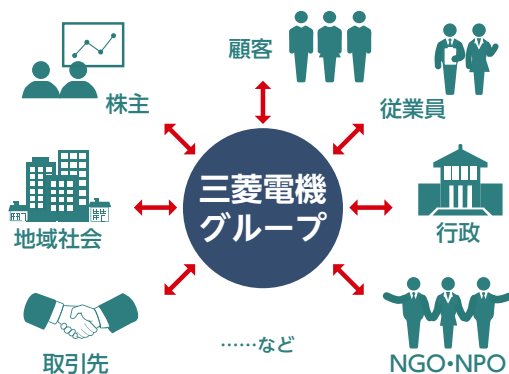 顧客
株主
従業員
三菱電機
グループ
地域社会
行政
取引先
……など
NGO・NPO